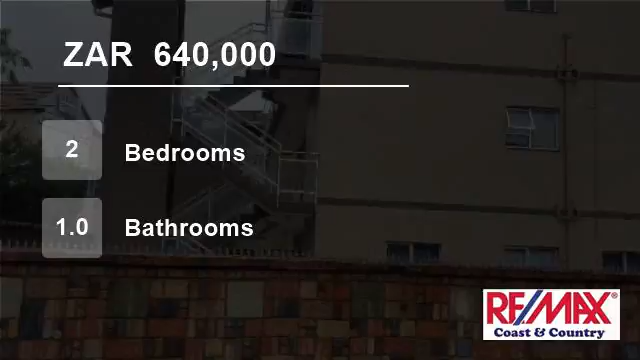 ZAR 640,000
2 Bedrooms
1.0 Bathrooms
RE/MAX®
Coast & Country